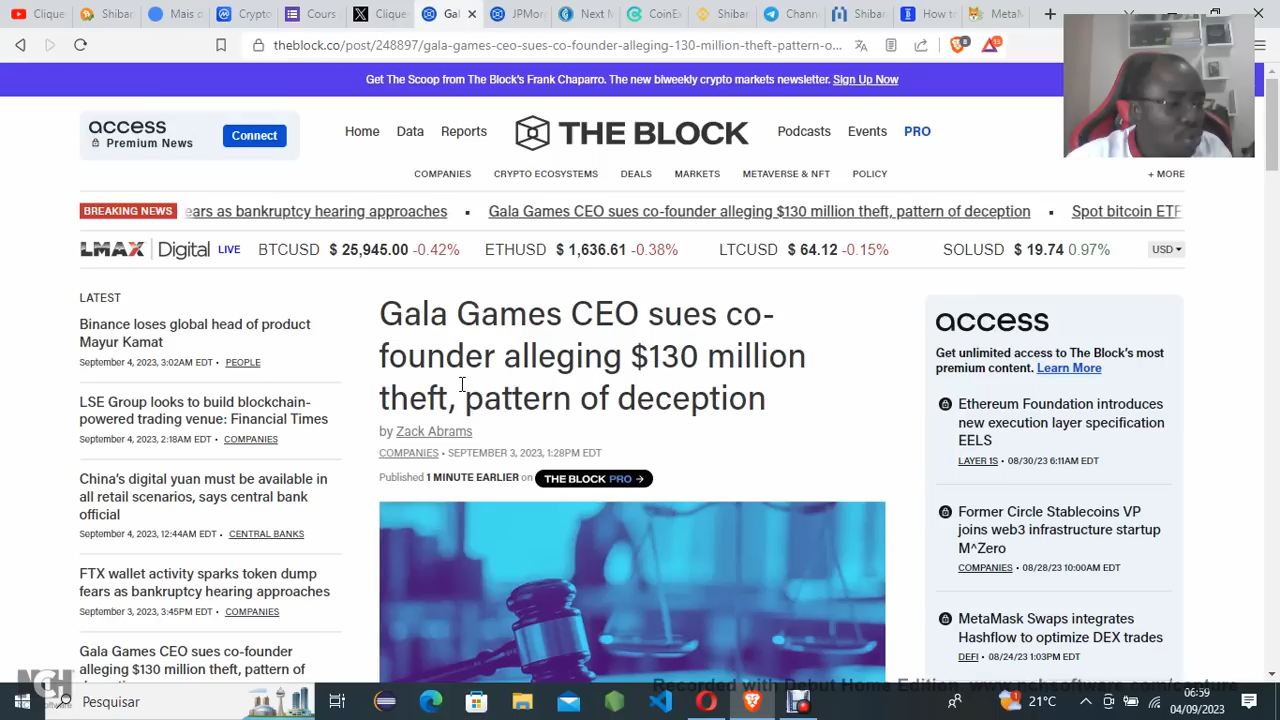 Clique
Shibar
Mais d
Crypto
Cours
Clique
Gal
JPMor
Next M
CoinEx
Shibar
Telegr
Channe
Shibar
How to
MetaM
theblock.co/post/248897/gala-games-ceo-sues-co-founder-alleging-130-million-theft-pattern-o...
Get The Scoop from The Block's Frank Chaparro. The new biweekly crypto markets newsletter. Sign Up Now
access
Premium News
Connect
Home
Data
Reports
THE BLOCK
Podcasts
Events
PRO
COMPANIES
CRYPTO ECOSYSTEMS
DEALS
MARKETS
METAVERSE & NFT
POLICY
+ MORE
BREAKING NEWS
ears as bankruptcy hearing approaches
Gala Games CEO sues co-founder alleging $130 million theft, pattern of deception
Spot bitcoin ETF
LMAX Digital LIVE
BTCUSD $ 25,945.00 -0.42%
ETHUSD $ 1,636.61 -0.38%
LTCUSD $ 64.12 -0.15%
SOLUSD $ 19.74 0.97%
USD
LATEST
Binance loses global head of product
Mayur Kamat
September 4, 2023, 3:02AM EDT • PEOPLE
LSE Group looks to build blockchain-
powered trading venue: Financial Times
September 4, 2023, 2:18AM EDT • COMPANIES
China's digital yuan must be available in
all retail scenarios, says central bank
official
September 4, 2023, 12:44AM EDT • CENTRAL BANKS
FTX wallet activity sparks token dump
fears as bankruptcy hearing approaches
September 3, 2023, 3:45PM EDT • COMPANIES
Gala Games CEO sues co-founder
alleging $130 million theft, pattern of
Gala Games CEO sues co-
founder alleging $130 million
theft, pattern of deception
by Zack Abrams
COMPANIES • SEPTEMBER 3, 2023, 1:28PM EDT
Published 1 MINUTE EARLIER on THE BLOCK PRO →
access
Get unlimited access to The Block's most
premium content. Learn More
Ethereum Foundation introduces
new execution layer specification
EELS
LAYER 1S • 08/30/23 6:11AM EDT
Former Circle Stablecoins VP
joins web3 infrastructure startup
M^Zero
COMPANIES • 08/28/23 10:00AM EDT
MetaMask Swaps integrates
Hashflow to optimize DEX trades
DEFI • 08/24/23 1:03PM EDT
NCH
Software
Recorded with Debut Home Edition. www.nchsoftware.com/capture
Pesquisar
21°C
06:59
04/09/2023